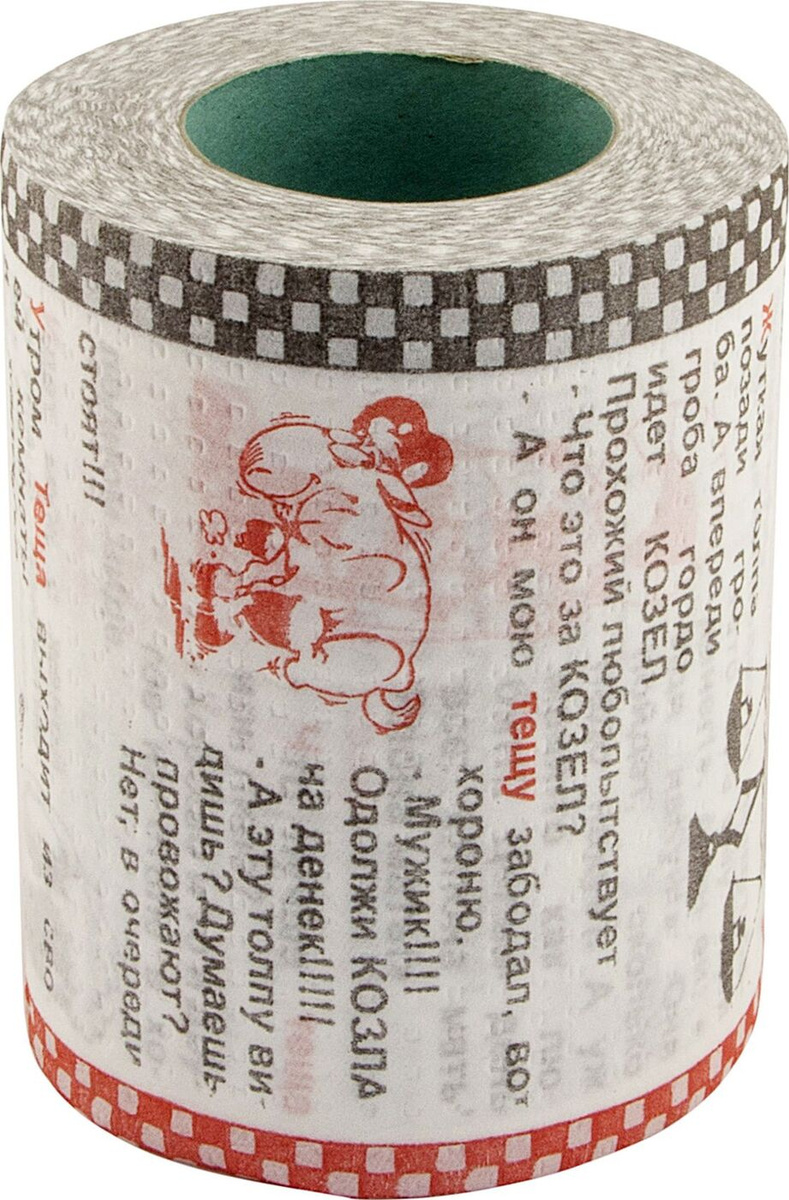 Жуткая толпа
позади гро-
ба. А впереди
гроба гордо
идет КОЗЕЛ
Прохожий любопытствует
- Что это за КОЗЕЛ?
- А он мою тещу забодал, вот
хороню.
- Мужик!!!!
Одолжи КОЗЛА
на денек!!!!!
- А эту толпу ви-
дишь? Думаешь
провожают?
Нет, в очереди
стоят!!!
Утром Теща выходит из сво
ей комнаты